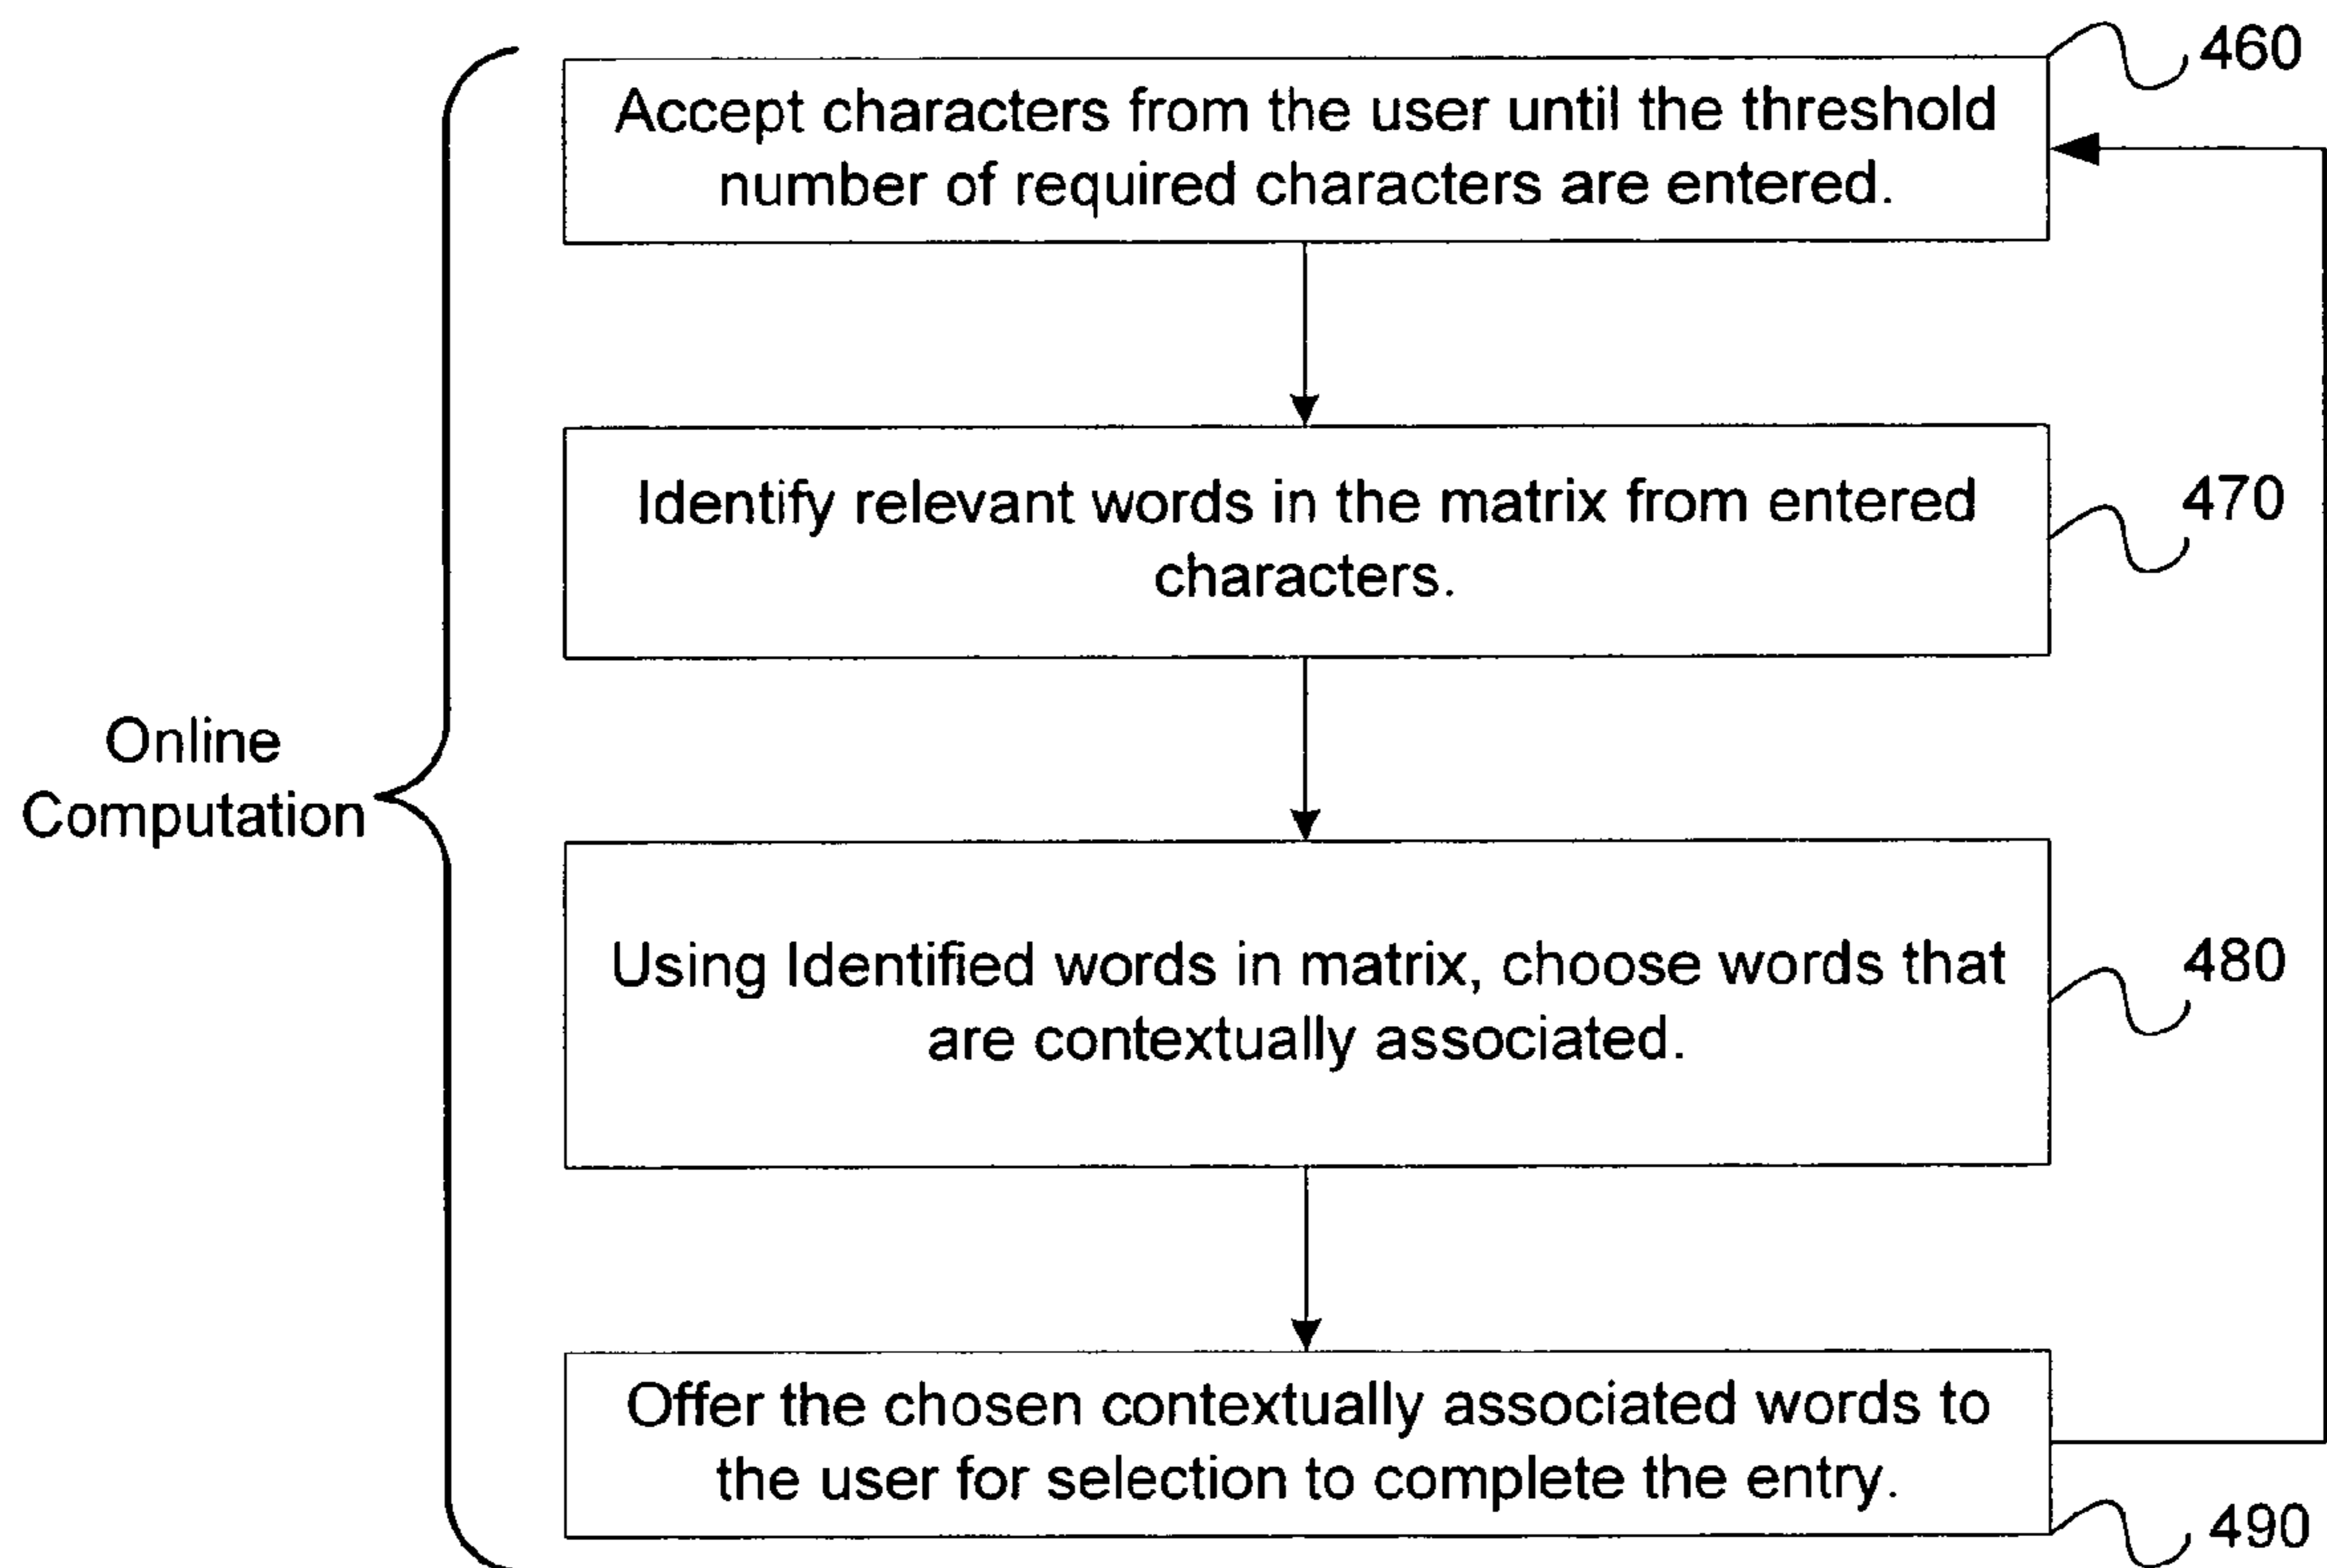 460
Accept characters from the user until the threshold
number of required characters are entered.
Identify relevant words in the matrix from entered
characters.
470
Online
Computation
Using Identified words in matrix, choose words that
are contextually associated.
480
Offer the chosen contextually associated words to
the user for selection to complete the entry.
490